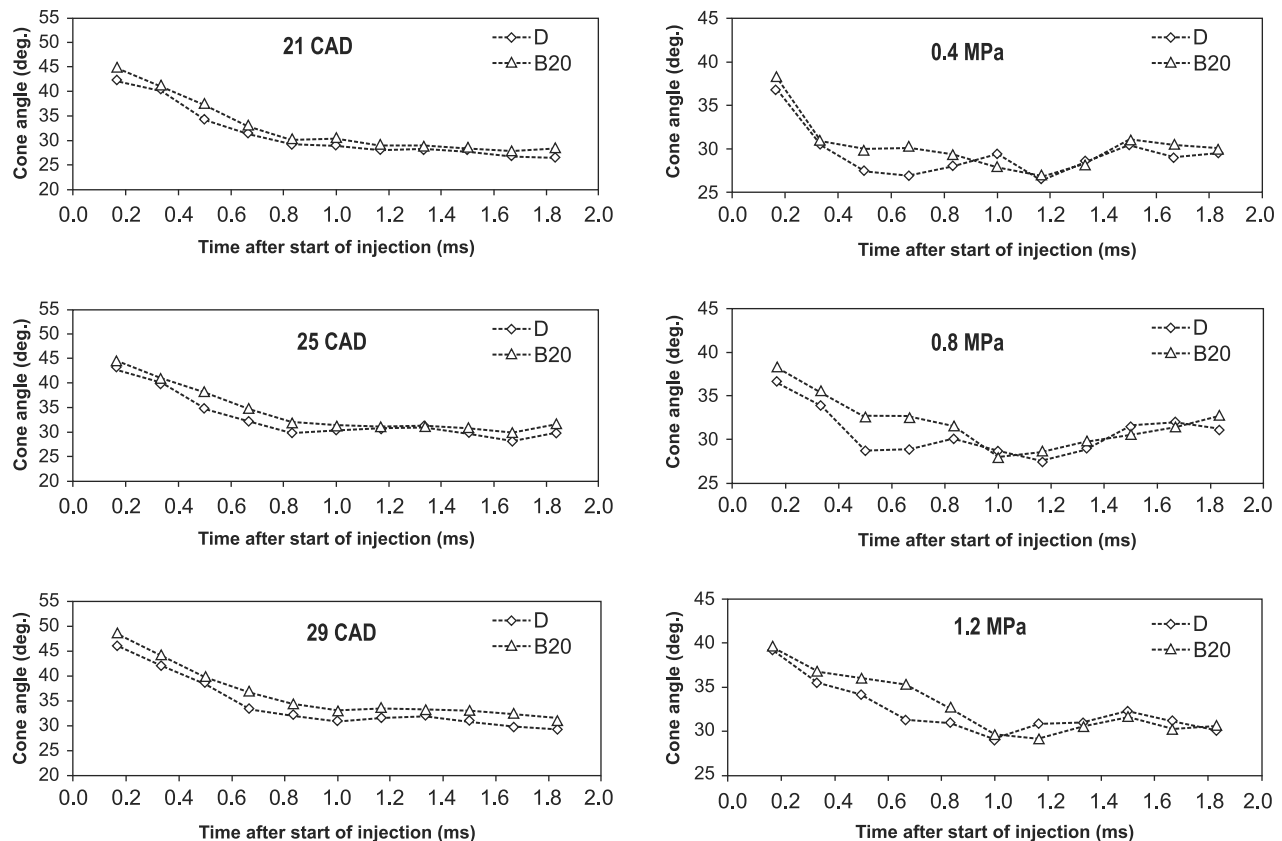 Cone angle (deg.)
55
50
45
40
35
30
25
20
21 CAD
D
B20
0.0 0.2 0.4 0.6 0.8 1.0 1.2 1.4 1.6 1.8 2.0
Time after start of injection (ms)
Cone angle (deg.)
45
40
35
30
25
0.4 MPa
D
B20
0.0 0.2 0.4 0.6 0.8 1.0 1.2 1.4 1.6 1.8 2.0
Time after start of injection (ms)
Cone angle (deg.)
55
50
45
40
35
30
25
20
25 CAD
D
B20
0.0 0.2 0.4 0.6 0.8 1.0 1.2 1.4 1.6 1.8 2.0
Time after start of injection (ms)
Cone angle (deg.)
45
40
35
30
25
0.8 MPa
D
B20
0.0 0.2 0.4 0.6 0.8 1.0 1.2 1.4 1.6 1.8 2.0
Time after start of injection (ms)
Cone angle (deg.)
55
50
45
40
35
30
25
20
29 CAD
D
B20
0.0 0.2 0.4 0.6 0.8 1.0 1.2 1.4 1.6 1.8 2.0
Time after start of injection (ms)
Cone angle (deg.)
45
40
35
30
25
1.2 MPa
D
B20
0.0 0.2 0.4 0.6 0.8 1.0 1.2 1.4 1.6 1.8 2.0
Time after start of injection (ms)